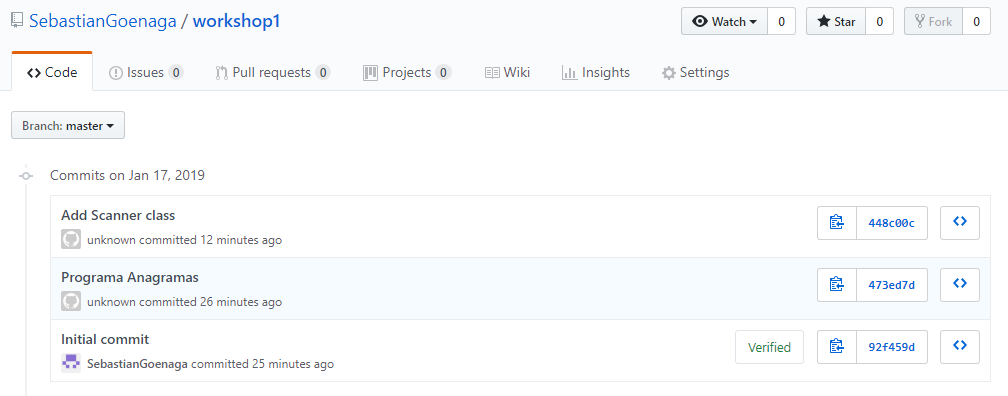 SebastianGoenaga / workshop1 Watch 0 Star 0 Fork 0
Code Issues 0 Pull requests 0 Projects 0 Wiki Insights Settings
Branch: master
Commits on Jan 17, 2019
Add Scanner class
unknown committed 12 minutes ago
448c00c
Programa Anagramas
unknown committed 26 minutes ago
473ed7d
Initial commit
SebastianGoenaga committed 25 minutes ago
Verified 92f459d